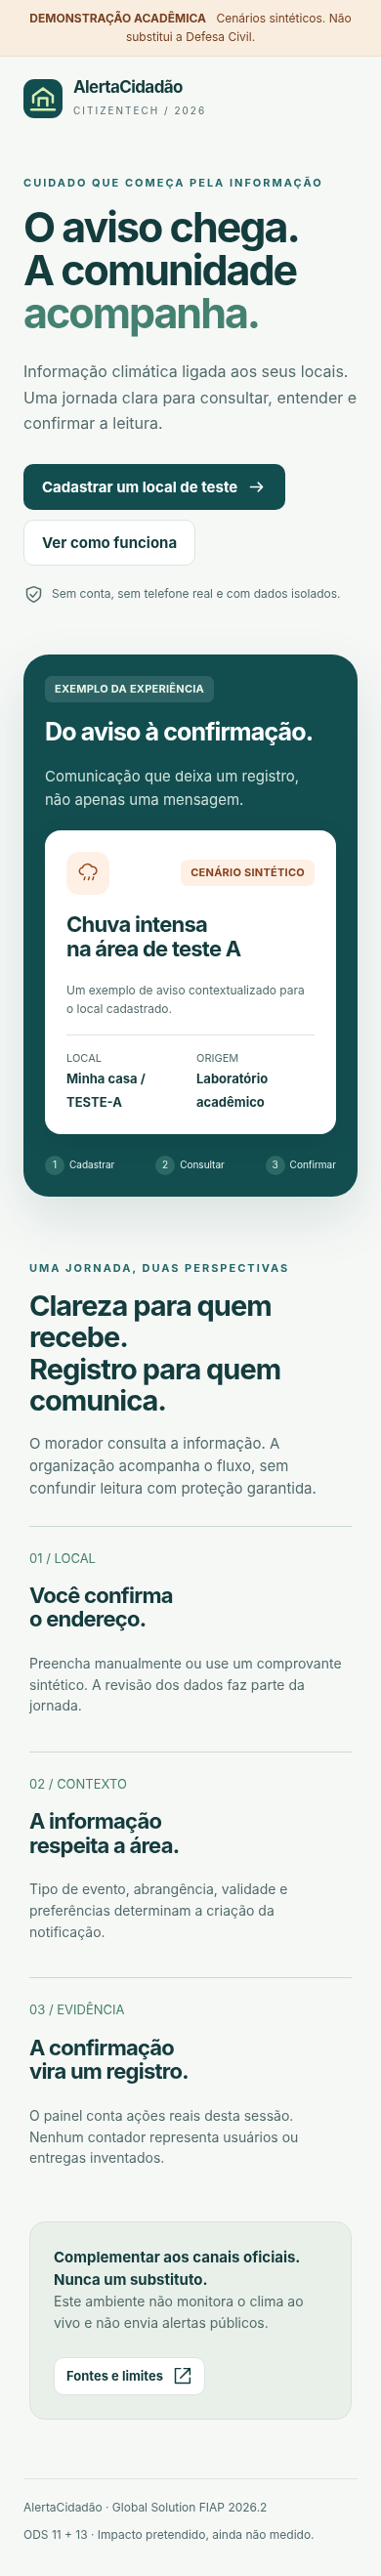 DEMONSTRAÇÃO ACADÊMICA Cenários sintéticos. Não
substitui a Defesa Civil.
AlertaCidadão
CITIZENTECH / 2026
CUIDADO QUE COMEÇA PELA INFORMAÇÃO
O aviso chega.
A comunidade
acompanha.
Informação climática ligada aos seus locais.
Uma jornada clara para consultar, entender e
confirmar a leitura.
Cadastrar um local de teste →
Ver como funciona
Sem conta, sem telefone real e com dados isolados.
EXEMPLO DA EXPERIÊNCIA
Do aviso à confirmação.
Comunicação que deixa um registro,
não apenas uma mensagem.
CENÁRIO SINTÉTICO
Chuva intensa
na área de teste A
Um exemplo de aviso contextualizado para
o local cadastrado.
LOCAL
Minha casa /
TESTE-A
ORIGEM
Laboratório
acadêmico
1 Cadastrar
2 Consultar
3 Confirmar
UMA JORNADA, DUAS PERSPECTIVAS
Clareza para quem
recebe.
Registro para quem
comunica.
O morador consulta a informação. A
organização acompanha o fluxo, sem
confundir leitura com proteção garantida.
01 / LOCAL
Você confirma
o endereço.
Preencha manualmente ou use um comprovante
sintético. A revisão dos dados faz parte da
jornada.
02 / CONTEXTO
A informação
respeita a área.
Tipo de evento, abrangência, validade e
preferências determinam a criação da
notificação.
03 / EVIDÊNCIA
A confirmação
vira um registro.
O painel conta ações reais desta sessão.
Nenhum contador representa usuários ou
entregas inventados.
Complementar aos canais oficiais.
Nunca um substituto.
Este ambiente não monitora o clima ao
vivo e não envia alertas públicos.
Fontes e limites
AlertaCidadão · Global Solution FIAP 2026.2
ODS 11 + 13 · Impacto pretendido, ainda não medido.